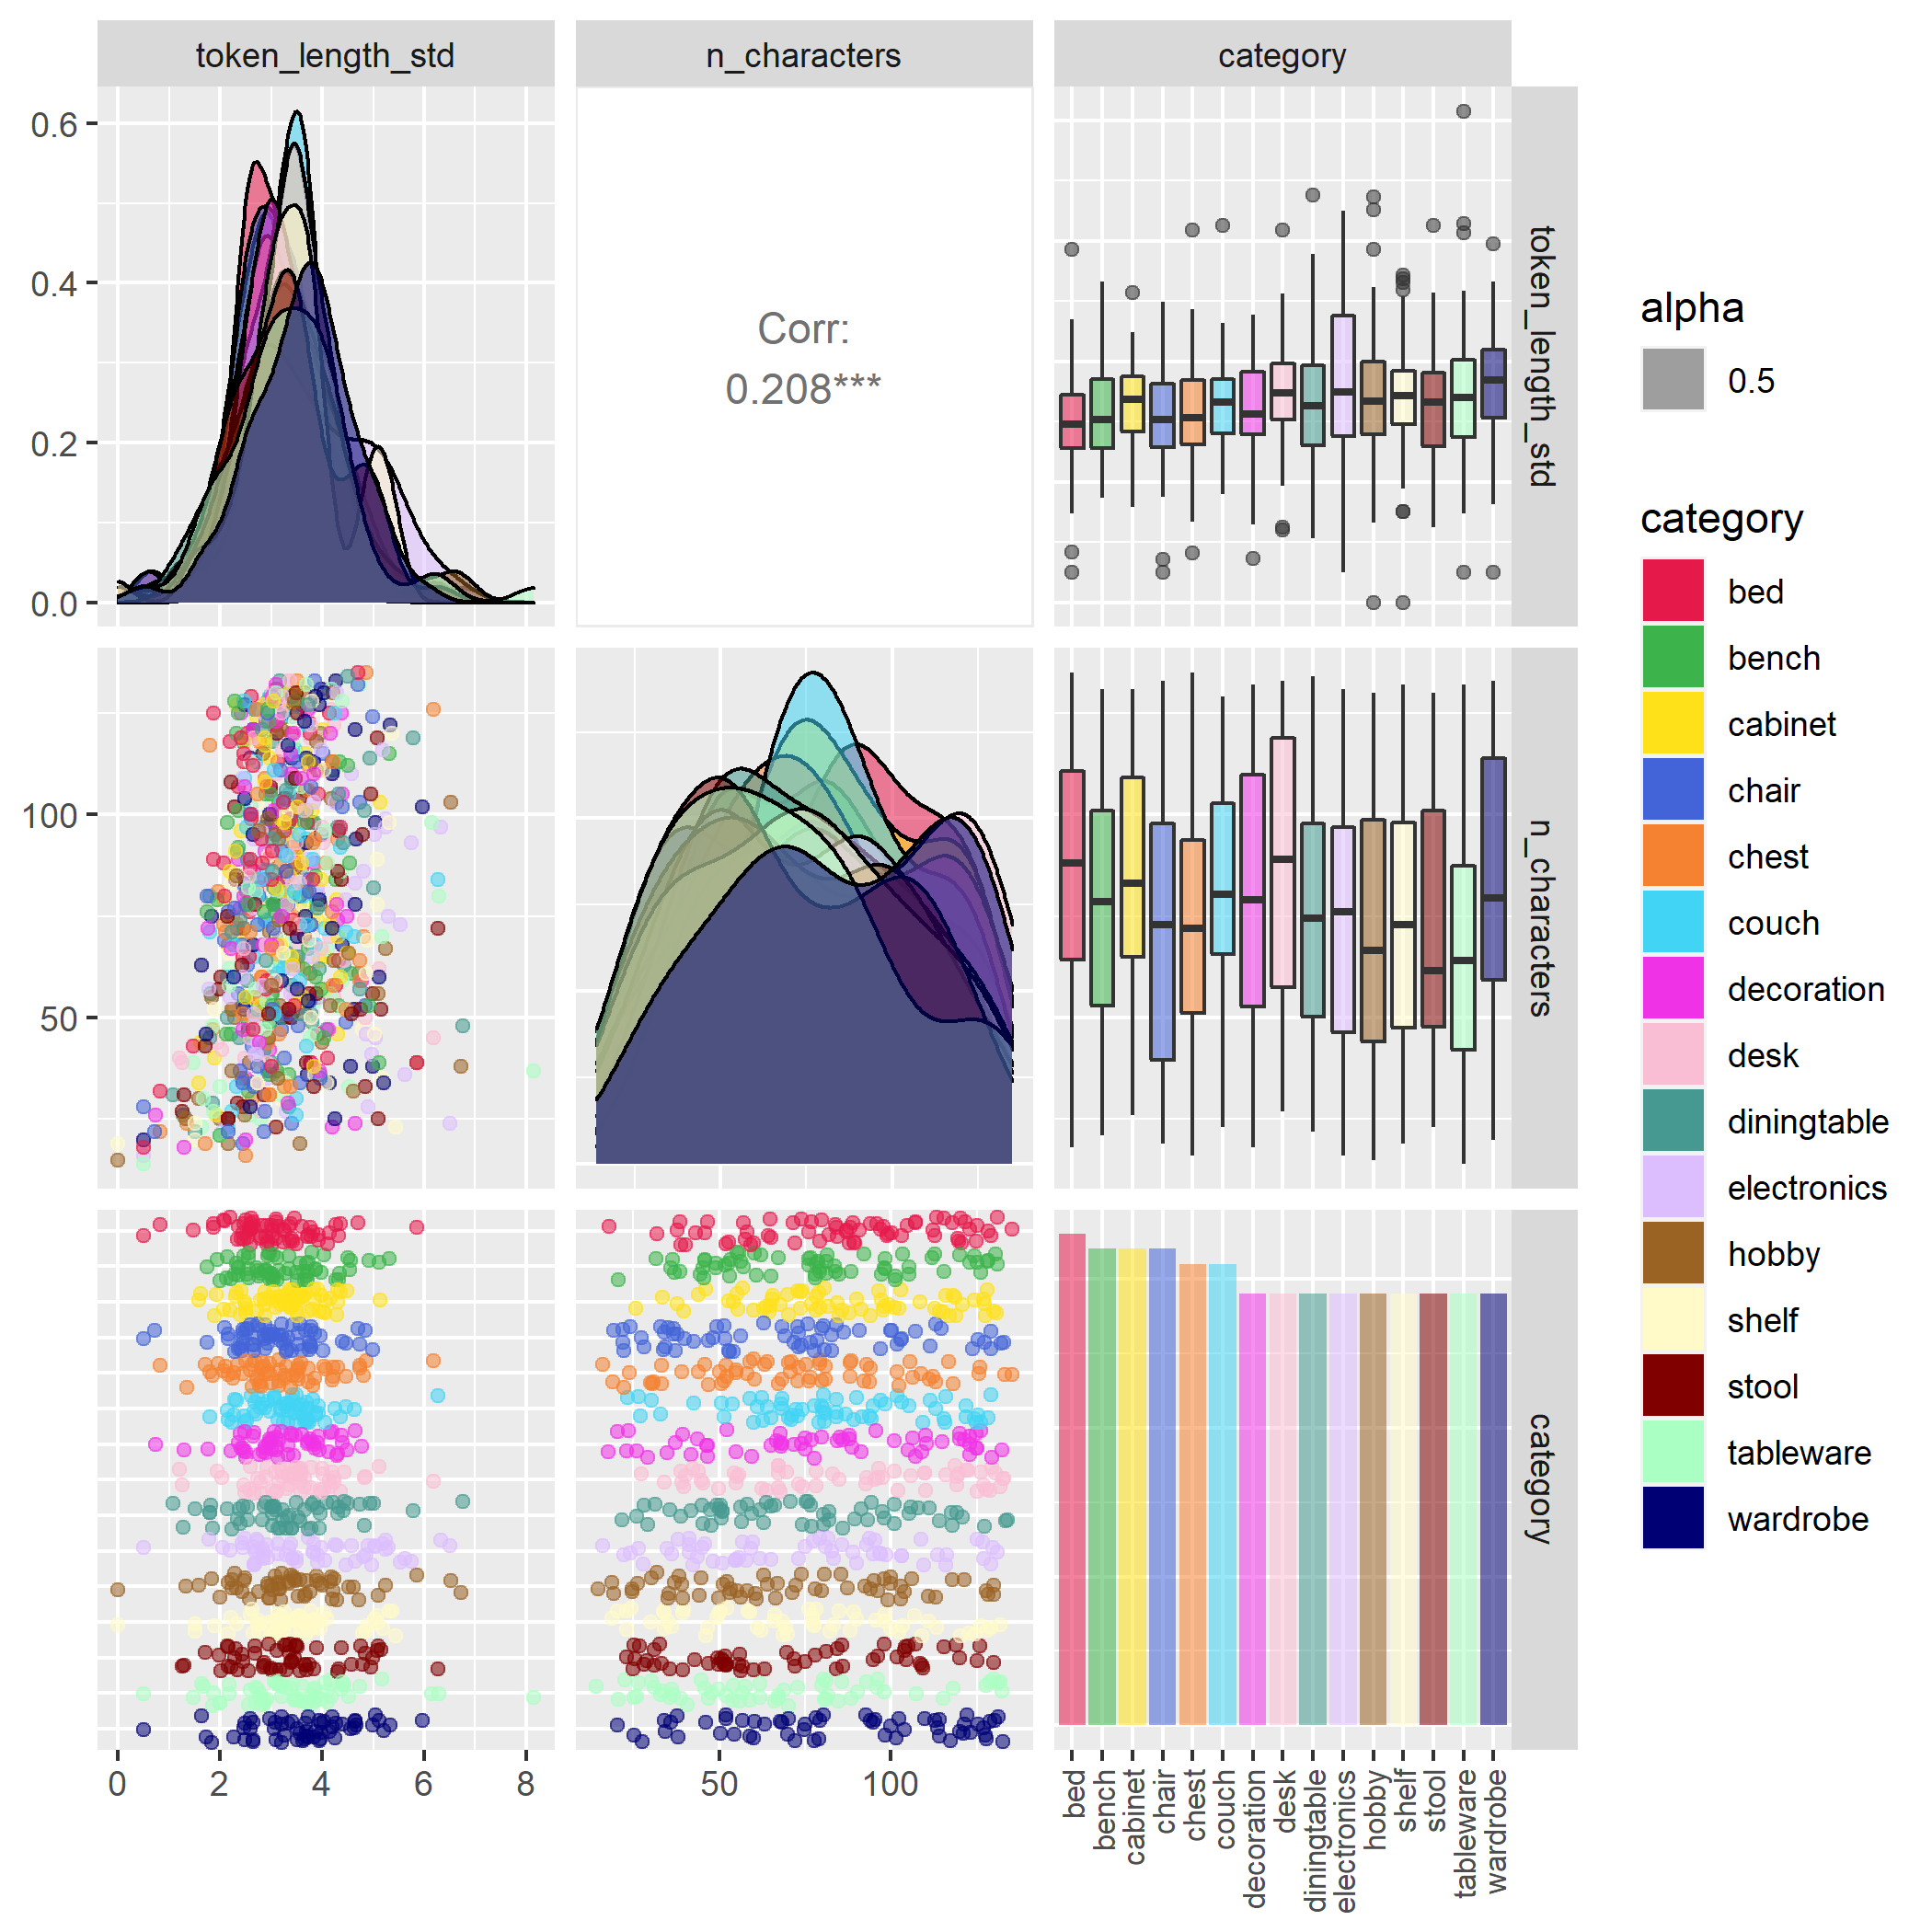 token_length_std
n_characters
category
0.6
0.4
0.2
0.0
Corr:
0.208***
token_length_std
100
50
n_characters
category
0
2
4
6
8
50
100
bed
bench
cabinet
chair
chest
couch
decoration
desk
diningtable
electronics
hobby
shelf
stool
tableware
wardrobe
alpha
0.5
category
bed
bench
cabinet
chair
chest
couch
decoration
desk
diningtable
electronics
hobby
shelf
stool
tableware
wardrobe